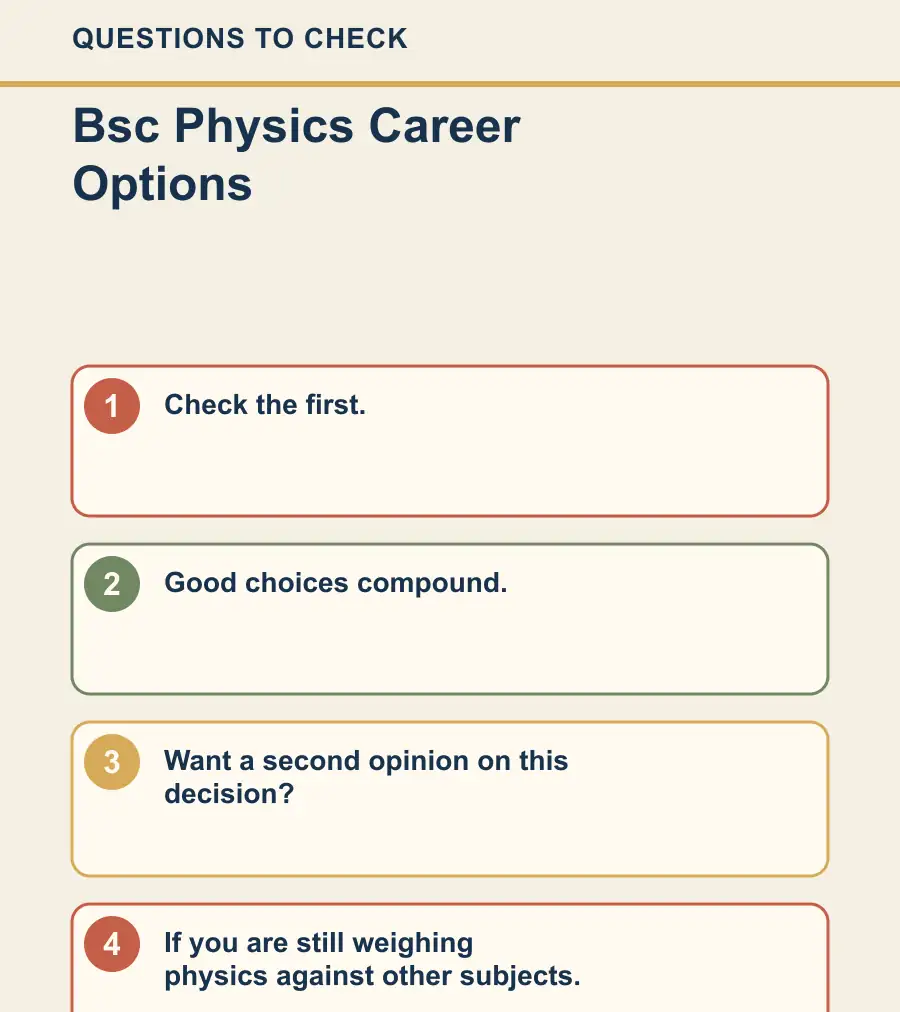 QUESTIONS TO CHECK
Bsc Physics Career
Options
1
Check the first.
2
Good choices compound.
3
Want a second opinion on this
decision?
4
If you are still weighing
physics against other subjects.